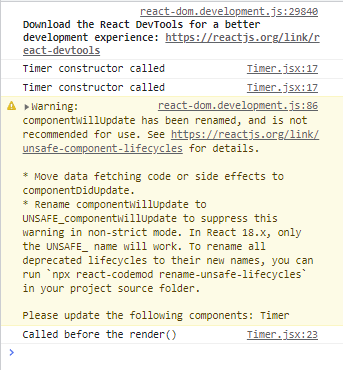 react-dom.development.js:29840
Download the React DevTools for a better
development experience: https://reactjs.org/link/r
eact-devtools
Timer constructor called Timer.jsx:17
Timer constructor called Timer.jsx:17
Warning: react-dom.development.js:86
componentWillUpdate has been renamed, and is not
recommended for use. See https://reactjs.org/link/
unsafe-component-lifecycles for details.
* Move data fetching code or side effects to
componentDidUpdate.
* Rename componentWillUpdate to
UNSAFE_componentWillUpdate to suppress this
warning in non-strict mode. In React 18.x, only
the UNSAFE_ name will work. To rename all
deprecated lifecycles to their new names, you can
run `npx react-codemod rename-unsafe-lifecycles`
in your project source folder.
Please update the following components: Timer
Called before the render() Timer.jsx:23